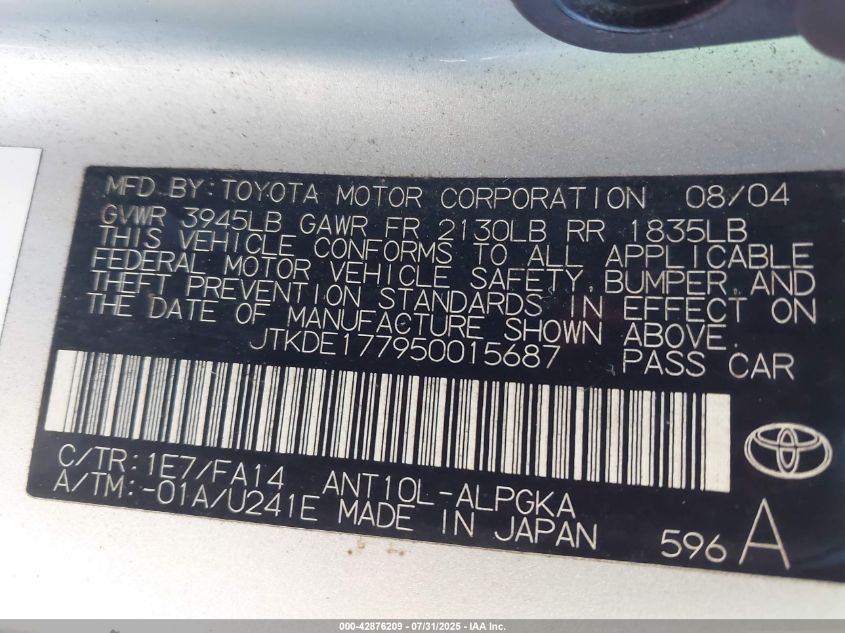 MFD.BY:TOYOTA MOTOR CORPORATION 08/04
GVWR 3945LB GAWR FR 2130LB RR 1835LB
THIS VEHICLE CONFORMS TO ALL APPLICABLE
FEDERAL MOTOR VEHICLE SAFETY, BUMPER, AND
THEFT PREVENTION STANDARDS IN EFFECT ON
THE DATE OF MANUFACTURE SHOWN ABOVE.
JTKDE177950015687 PASS CAR
C/TR:1E7/FA14 ANT10L-ALPGKA
A/TM:-01A/U241E MADE IN JAPAN 596 A
000-42876209 - 07/31/2025 - IAA Inc.